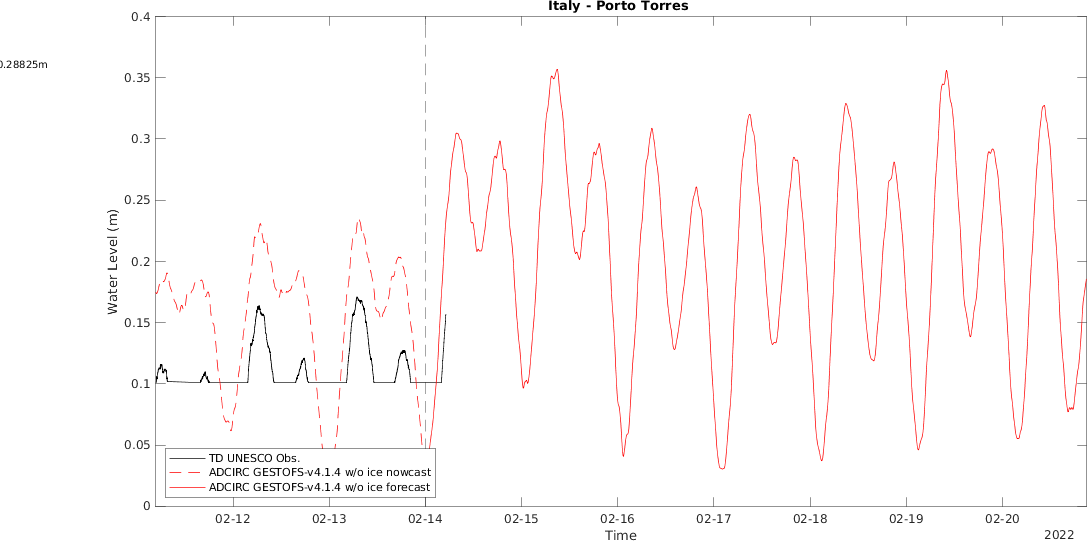 Italy - Porto Torres
0.28825m
Water Level (m)
0.4
0.35
0.3
0.25
0.2
0.15
0.1
0.05
0
TD UNESCO Obs.
ADCIRC GESTOFS-v4.1.4 w/o ice nowcast
ADCIRC GESTOFS-v4.1.4 w/o ice forecast
02-12 02-13 02-14 02-15 02-16 02-17 02-18 02-19 02-20
Time
2022